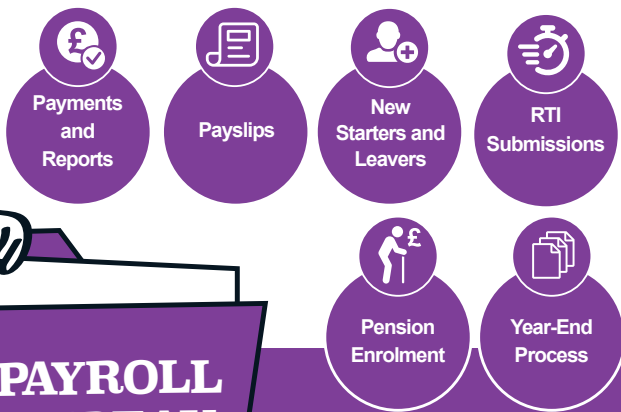 £
Payments
and
Reports
Payslips
New
Starters and
Leavers
RTI
Submissions
£
Pension
Enrolment
Year-End
Process
PAYROLL